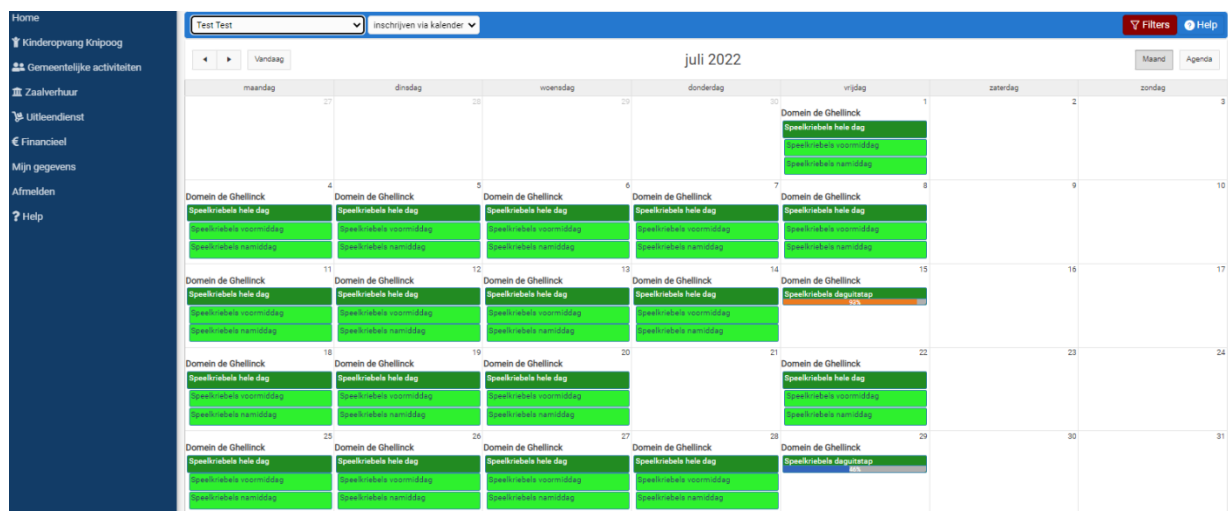 Home
Kinderopvang Knipoog
Gemeentelijke activiteiten
Zaalverhuur
Uitleendienst
€ Financieel
Mijn gegevens
Afmelden
? Help
Test Test inschrijven via kalender Filters Help
Vandaag juli 2022 Maand Agenda
maandag dinsdag woensdag donderdag vrijdag zaterdag zondag
27 28 29 30 1 2 3
Domein de Ghellinck
Speelkriebels hele dag
Speelkriebels voormiddag
Speelkriebels namiddag
4 5 6 7 8 9 10
Domein de Ghellinck Domein de Ghellinck Domein de Ghellinck Domein de Ghellinck Domein de Ghellinck
Speelkriebels hele dag Speelkriebels hele dag Speelkriebels hele dag Speelkriebels hele dag Speelkriebels hele dag
Speelkriebels voormiddag Speelkriebels voormiddag Speelkriebels voormiddag Speelkriebels voormiddag Speelkriebels voormiddag
Speelkriebels namiddag Speelkriebels namiddag Speelkriebels namiddag Speelkriebels namiddag Speelkriebels namiddag
11 12 13 14 15 16 17
Domein de Ghellinck Domein de Ghellinck Domein de Ghellinck Domein de Ghellinck Domein de Ghellinck
Speelkriebels hele dag Speelkriebels hele dag Speelkriebels hele dag Speelkriebels hele dag Speelkriebels daguitstap
Speelkriebels voormiddag Speelkriebels voormiddag Speelkriebels voormiddag Speelkriebels voormiddag
Speelkriebels namiddag Speelkriebels namiddag Speelkriebels namiddag Speelkriebels namiddag
18 19 20 21 22 23 24
Domein de Ghellinck Domein de Ghellinck Domein de Ghellinck Domein de Ghellinck
Speelkriebels hele dag Speelkriebels hele dag Speelkriebels hele dag Speelkriebels hele dag
Speelkriebels voormiddag Speelkriebels voormiddag Speelkriebels voormiddag Speelkriebels voormiddag
Speelkriebels namiddag Speelkriebels namiddag Speelkriebels namiddag Speelkriebels namiddag
25 26 27 28 29 30 31
Domein de Ghellinck Domein de Ghellinck Domein de Ghellinck Domein de Ghellinck Domein de Ghellinck
Speelkriebels hele dag Speelkriebels hele dag Speelkriebels hele dag Speelkriebels hele dag Speelkriebels daguitstap
Speelkriebels voormiddag Speelkriebels voormiddag Speelkriebels voormiddag Speelkriebels voormiddag
Speelkriebels namiddag Speelkriebels namiddag Speelkriebels namiddag Speelkriebels namiddag